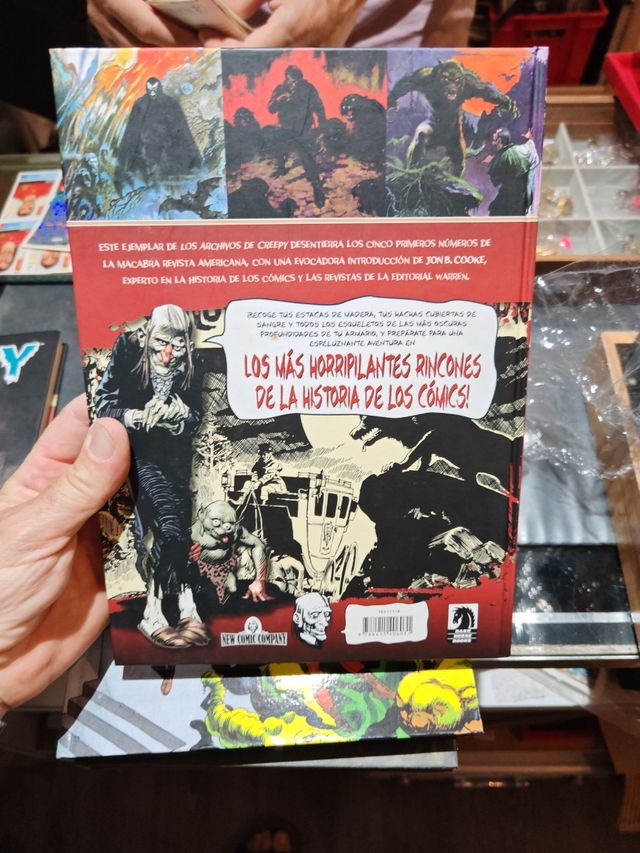 ESTE EJEMPLAR DE LOS ARCHIVOS DE CREEPY DESENTIERRA LOS CINCO PRIMEROS NÚMEROS DE
LA MACABRA REVISTA AMERICANA, CON UNA EVOCADORA INTRODUCCIÓN DE JON B. COOKE,
EXPERTO EN LA HISTORIA DE LOS CÓMICS Y LAS REVISTAS DE LA EDITORIAL WARREN.
¡RECOGE TUS ESTACAS DE MADERA, TUS HACHAS CUBIERTAS DE
SANGRE Y TODOS LOS ESQUELETOS DE LAS MÁS OSCURAS
PROFUNDIDADES DE TU ARMARIO, Y PREPÁRATE PARA UNA
ESPELUZNANTE AVENTURA EN
LOS MÁS HORRIPILANTES RINCONES
DE LA HISTORIA DE LOS CÓMICS!
NEW COMIC COMPANY
DARK
HORSE
BOOKS
Y